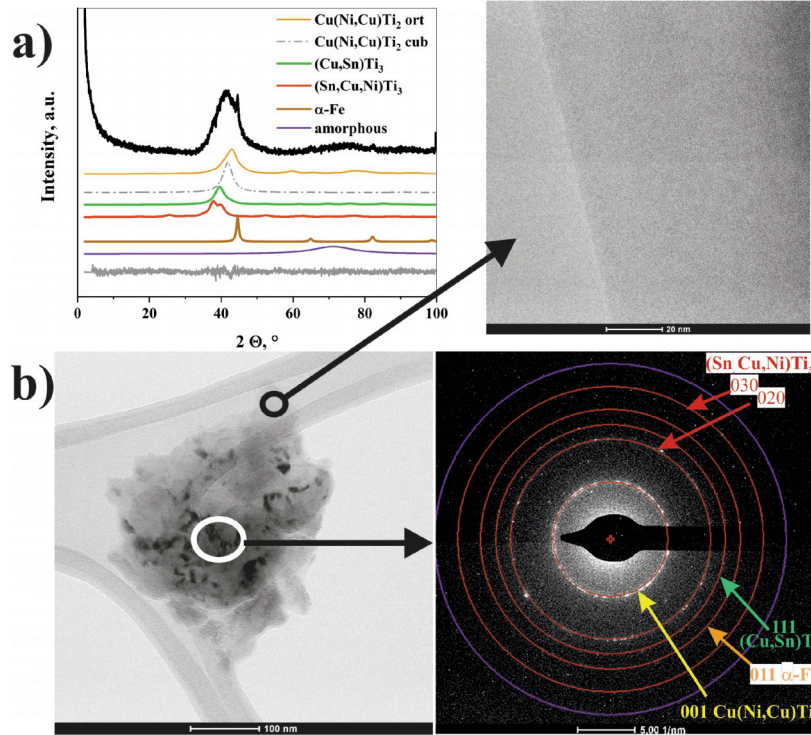 a)
Intensity, a.u.
Cu(Ni,Cu)Ti₂ ort
Cu(Ni,Cu)Ti₂ cub
(Cu,Sn)Ti₃
(Sn,Cu,Ni)Ti₃
α-Fe
amorphous
0 20 40 60 80 100
2 Θ, °
20 nm
b)
100 nm
(Sn Cu,Ni)Ti
030
020
111
(Cu,Sn)T
011 α-F
001 Cu(Ni,Cu)Ti
5.00 1/nm